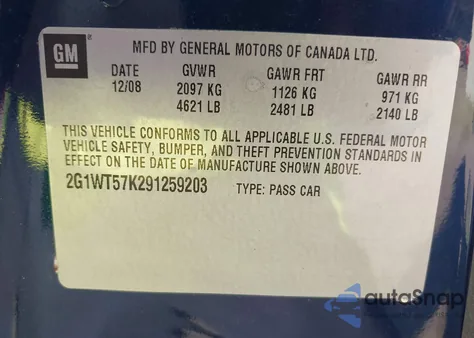 GM
MFD BY GENERAL MOTORS OF CANADA LTD.
DATE GVWR GAWR FRT GAWR RR
12/08 2097 KG 1126 KG 971 KG
4621 LB 2481 LB 2140 LB
THIS VEHICLE CONFORMS TO ALL APPLICABLE U.S. FEDERAL MOTOR
VEHICLE SAFETY, BUMPER, AND THEFT PREVENTION STANDARDS IN
EFFECT ON THE DATE OF MANUFACTURE SHOWN ABOVE.
2G1WT57K291259203 TYPE: PASS CAR
autoSnap